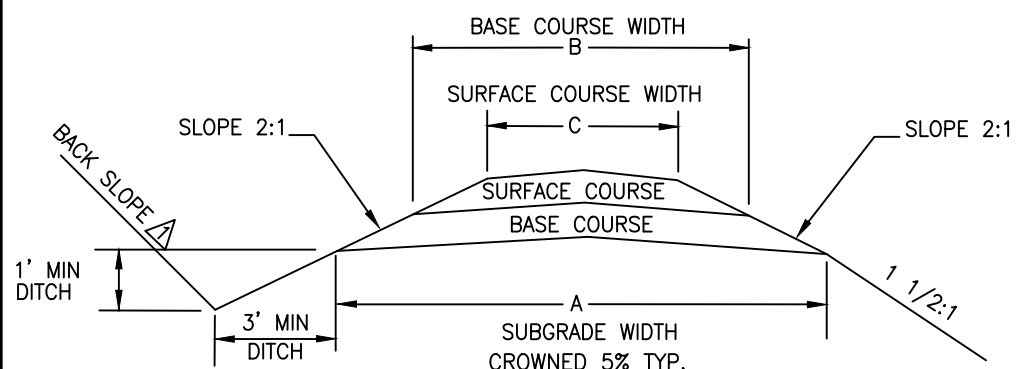 BASE COURSE WIDTH
B
SURFACE COURSE WIDTH
C
SLOPE 2:1
SLOPE 2:1
BACK SLOPE 1
SURFACE COURSE
BASE COURSE
1' MIN
DITCH
3' MIN
DITCH
A
SUBGRADE WIDTH
CROWNED 5% TYP.
1 1/2:1